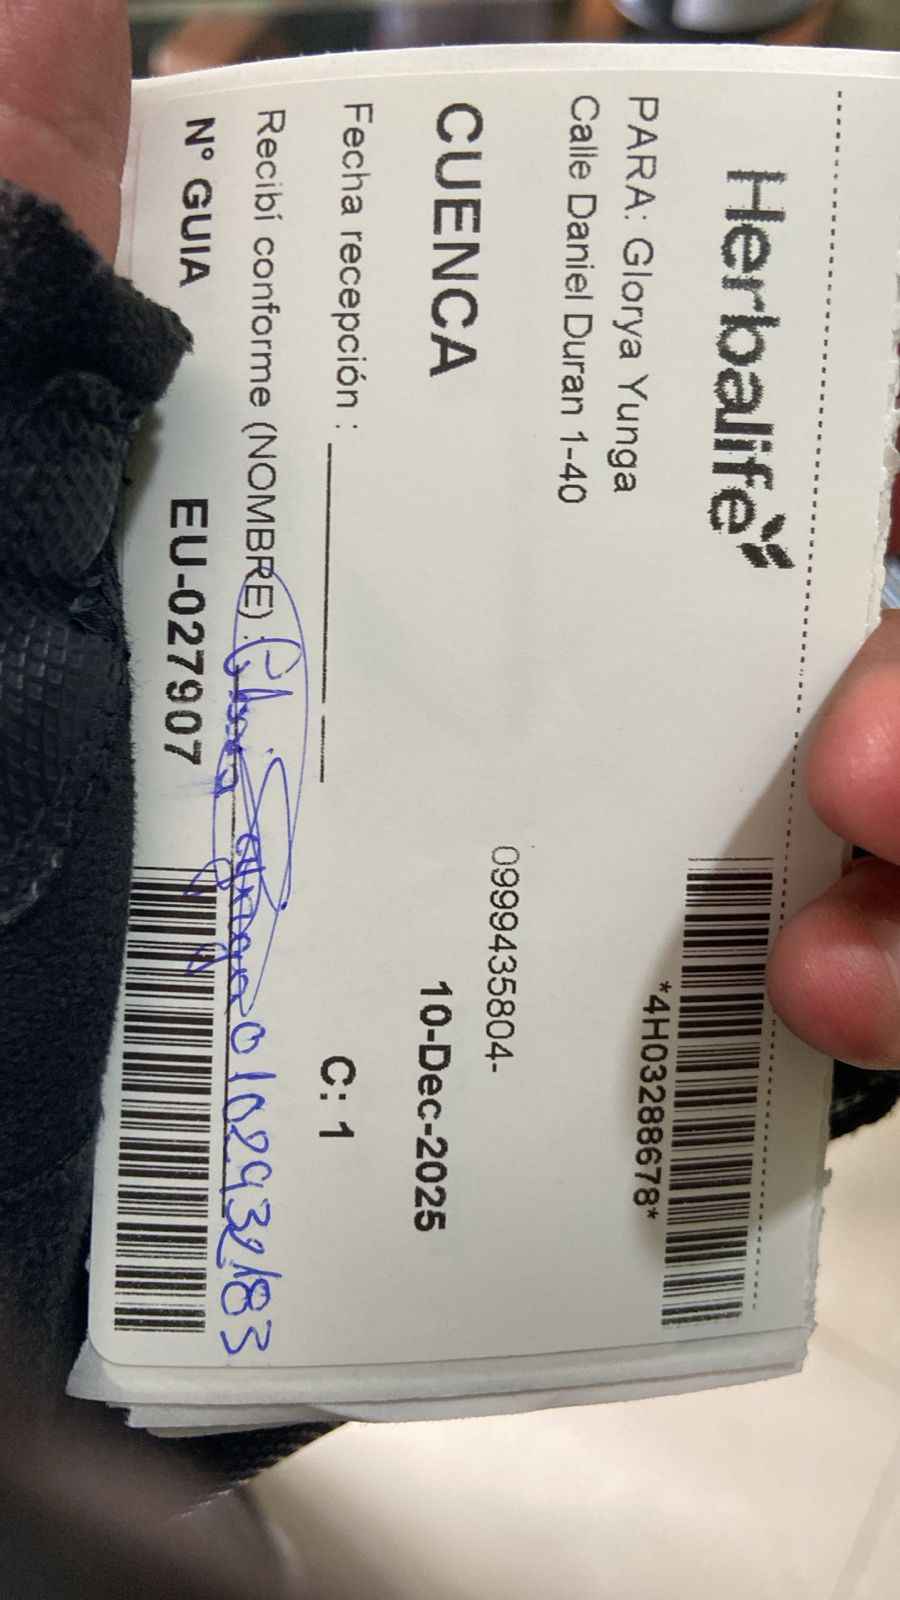 Herbalife
*4H03288678*
PARA: Glorya Yunga
Calle Daniel Duran 1-40
0999435804-
CUENCA
10-Dec-2025
Fecha recepción :
C: 1
Recibí conforme (NOMBRE) : 0102932183
N° GUIA EU-027907